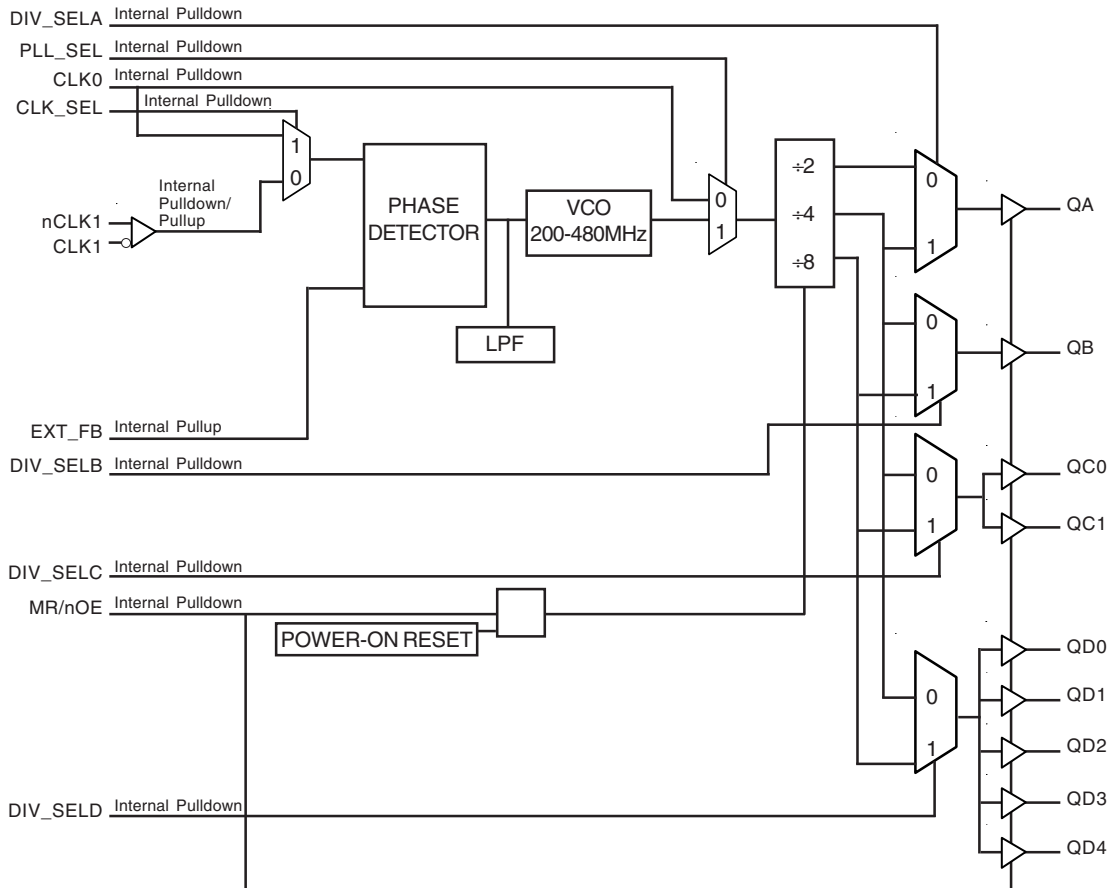 DIV_SELA Internal Pulldown
PLL_SEL Internal Pulldown
CLK0 Internal Pulldown
CLK_SEL Internal Pulldown
1
0
Internal
Pulldown/
Pullup
nCLK1
CLK1
PHASE
DETECTOR
VCO
200-480MHz
LPF
0
1
÷2
÷4
÷8
0
1
QA
0
1
QB
EXT_FB Internal Pullup
DIV_SELB Internal Pulldown
0
1
QC0
QC1
DIV_SELC Internal Pulldown
MR/nOE Internal Pulldown
POWER-ON RESET
0
1
QD0
QD1
QD2
QD3
QD4
DIV_SELD Internal Pulldown